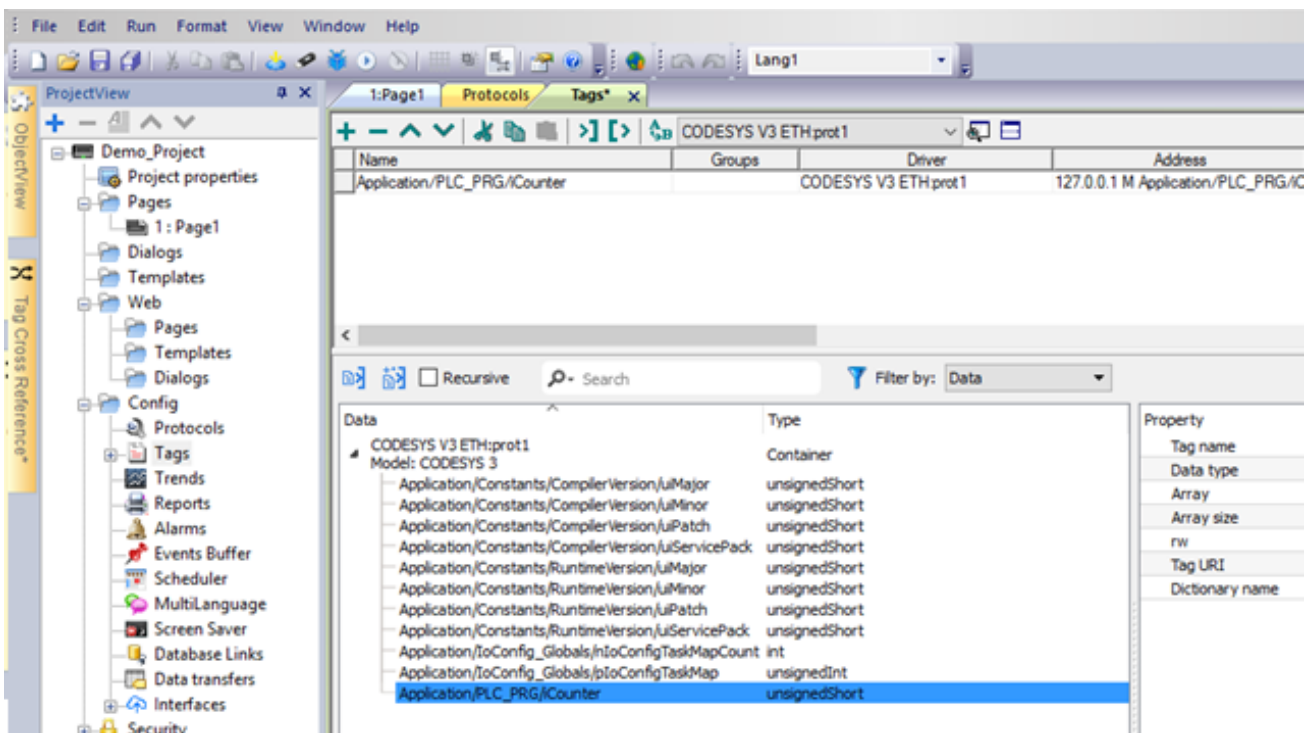 File Edit Run Format View Window Help
Lang1
ProjectView
1:Page1 Protocols Tags*
ObjectView
Tag Cross Reference*
Demo_Project
Project properties
Pages
1 : Page1
Dialogs
Templates
Web
Pages
Templates
Dialogs
Config
Protocols
Tags
Trends
Reports
Alarms
Events Buffer
Scheduler
MultiLanguage
Screen Saver
Database Links
Data transfers
Interfaces
Security
CODESYS V3 ETH:prot1
Name Groups Driver Address
Application/PLC_PRG/iCounter CODESYS V3 ETH:prot1 127.0.0.1 M Application/PLC_PRG/iC
Recursive Search Filter by: Data
Data Type
CODESYS V3 ETH:prot1
Model: CODESYS 3 Container
Application/Constants/CompilerVersion/uiMajor unsignedShort
Application/Constants/CompilerVersion/uiMinor unsignedShort
Application/Constants/CompilerVersion/uiPatch unsignedShort
Application/Constants/CompilerVersion/uiServicePack unsignedShort
Application/Constants/RuntimeVersion/uiMajor unsignedShort
Application/Constants/RuntimeVersion/uiMinor unsignedShort
Application/Constants/RuntimeVersion/uiPatch unsignedShort
Application/Constants/RuntimeVersion/uiServicePack unsignedShort
Application/IoConfig_Globals/nIoConfigTaskMapCount int
Application/IoConfig_Globals/pIoConfigTaskMap unsignedInt
Application/PLC_PRG/iCounter unsignedShort
Property
Tag name
Data type
Array
Array size
rw
Tag URI
Dictionary name